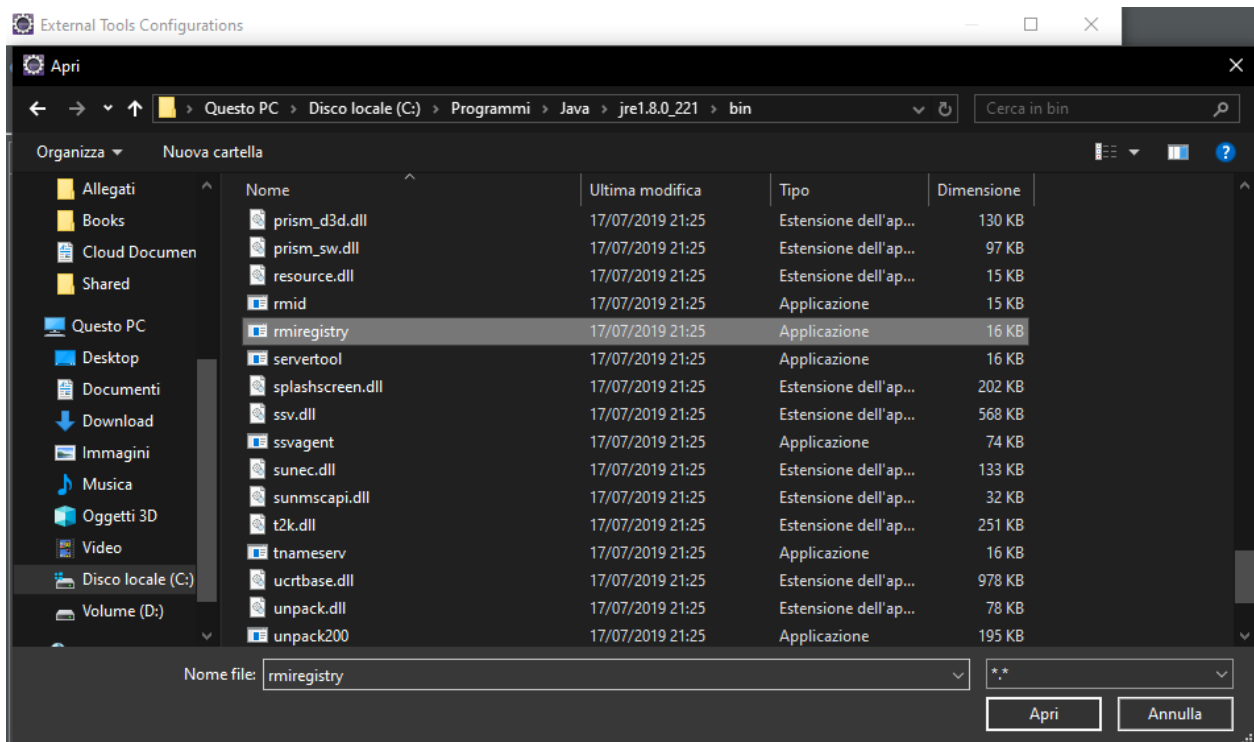 External Tools Configurations
Apri
Questo PC > Disco locale (C:) > Programmi > Java > jre1.8.0_221 > bin
Cerca in bin
Organizza
Nuova cartella
Allegati
Books
Cloud Documen
Shared
Questo PC
Desktop
Documenti
Download
Immagini
Musica
Oggetti 3D
Video
Disco locale (C:)
Volume (D:)
Nome Ultima modifica Tipo Dimensione
prism_d3d.dll 17/07/2019 21:25 Estensione dell'ap... 130 KB
prism_sw.dll 17/07/2019 21:25 Estensione dell'ap... 97 KB
resource.dll 17/07/2019 21:25 Estensione dell'ap... 15 KB
rmid 17/07/2019 21:25 Applicazione 15 KB
rmiregistry 17/07/2019 21:25 Applicazione 16 KB
servertool 17/07/2019 21:25 Applicazione 16 KB
splashscreen.dll 17/07/2019 21:25 Estensione dell'ap... 202 KB
ssv.dll 17/07/2019 21:25 Estensione dell'ap... 568 KB
ssvagent 17/07/2019 21:25 Applicazione 74 KB
sunec.dll 17/07/2019 21:25 Estensione dell'ap... 133 KB
sunmscapi.dll 17/07/2019 21:25 Estensione dell'ap... 32 KB
t2k.dll 17/07/2019 21:25 Estensione dell'ap... 251 KB
tnameserv 17/07/2019 21:25 Applicazione 16 KB
ucrtbase.dll 17/07/2019 21:25 Estensione dell'ap... 978 KB
unpack.dll 17/07/2019 21:25 Estensione dell'ap... 78 KB
unpack200 17/07/2019 21:25 Applicazione 195 KB
Nome file: rmiregistry
*.*
Apri
Annulla